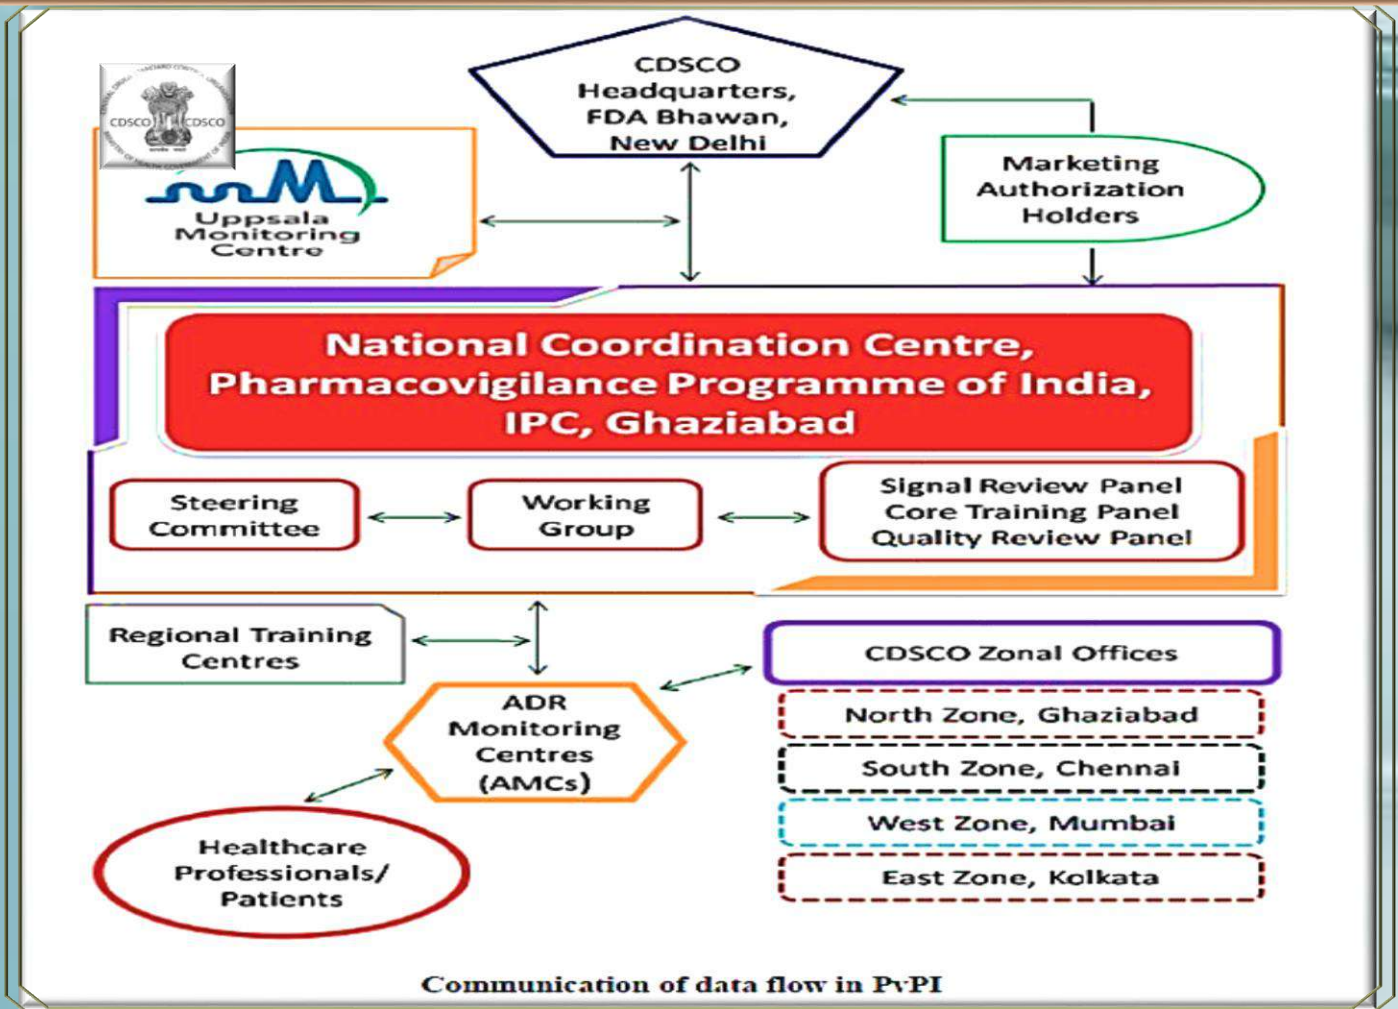 CDSCO
Headquarters,
FDA Bhawan,
New Delhi
CDSCO CDSCO
Uppsala
Monitoring
Centre
Marketing
Authorization
Holders
National Coordination Centre,
Pharmacovigilance Programme of India,
IPC, Ghaziabad
Steering
Committee
Working
Group
Signal Review Panel
Core Training Panel
Quality Review Panel
Regional Training
Centres
CDSCO Zonal Offices
ADR
Monitoring
Centres
(AMCs)
North Zone, Ghaziabad
South Zone, Chennai
West Zone, Mumbai
East Zone, Kolkata
Healthcare
Professionals/
Patients
Communication of data flow in PvPI